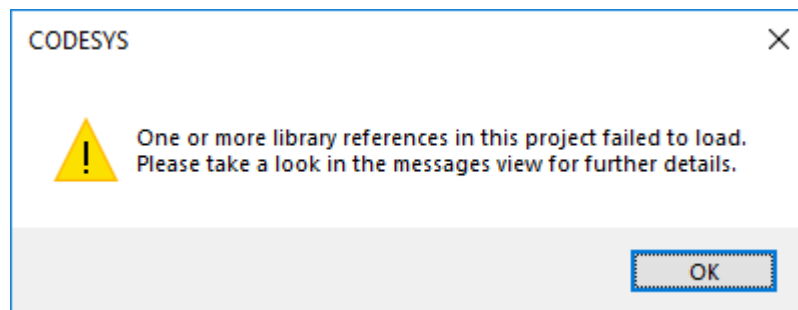 CODESYS
One or more library references in this project failed to load.
Please take a look in the messages view for further details.
OK